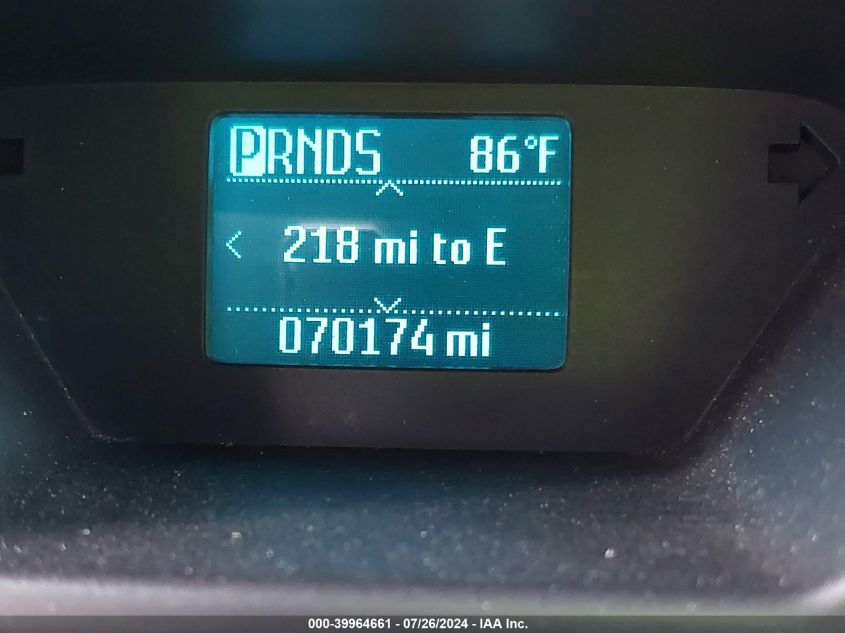 PRNDS 86°F
218 mi to E
070174 mi
000-39964661 - 07/26/2024 - IAA Inc.